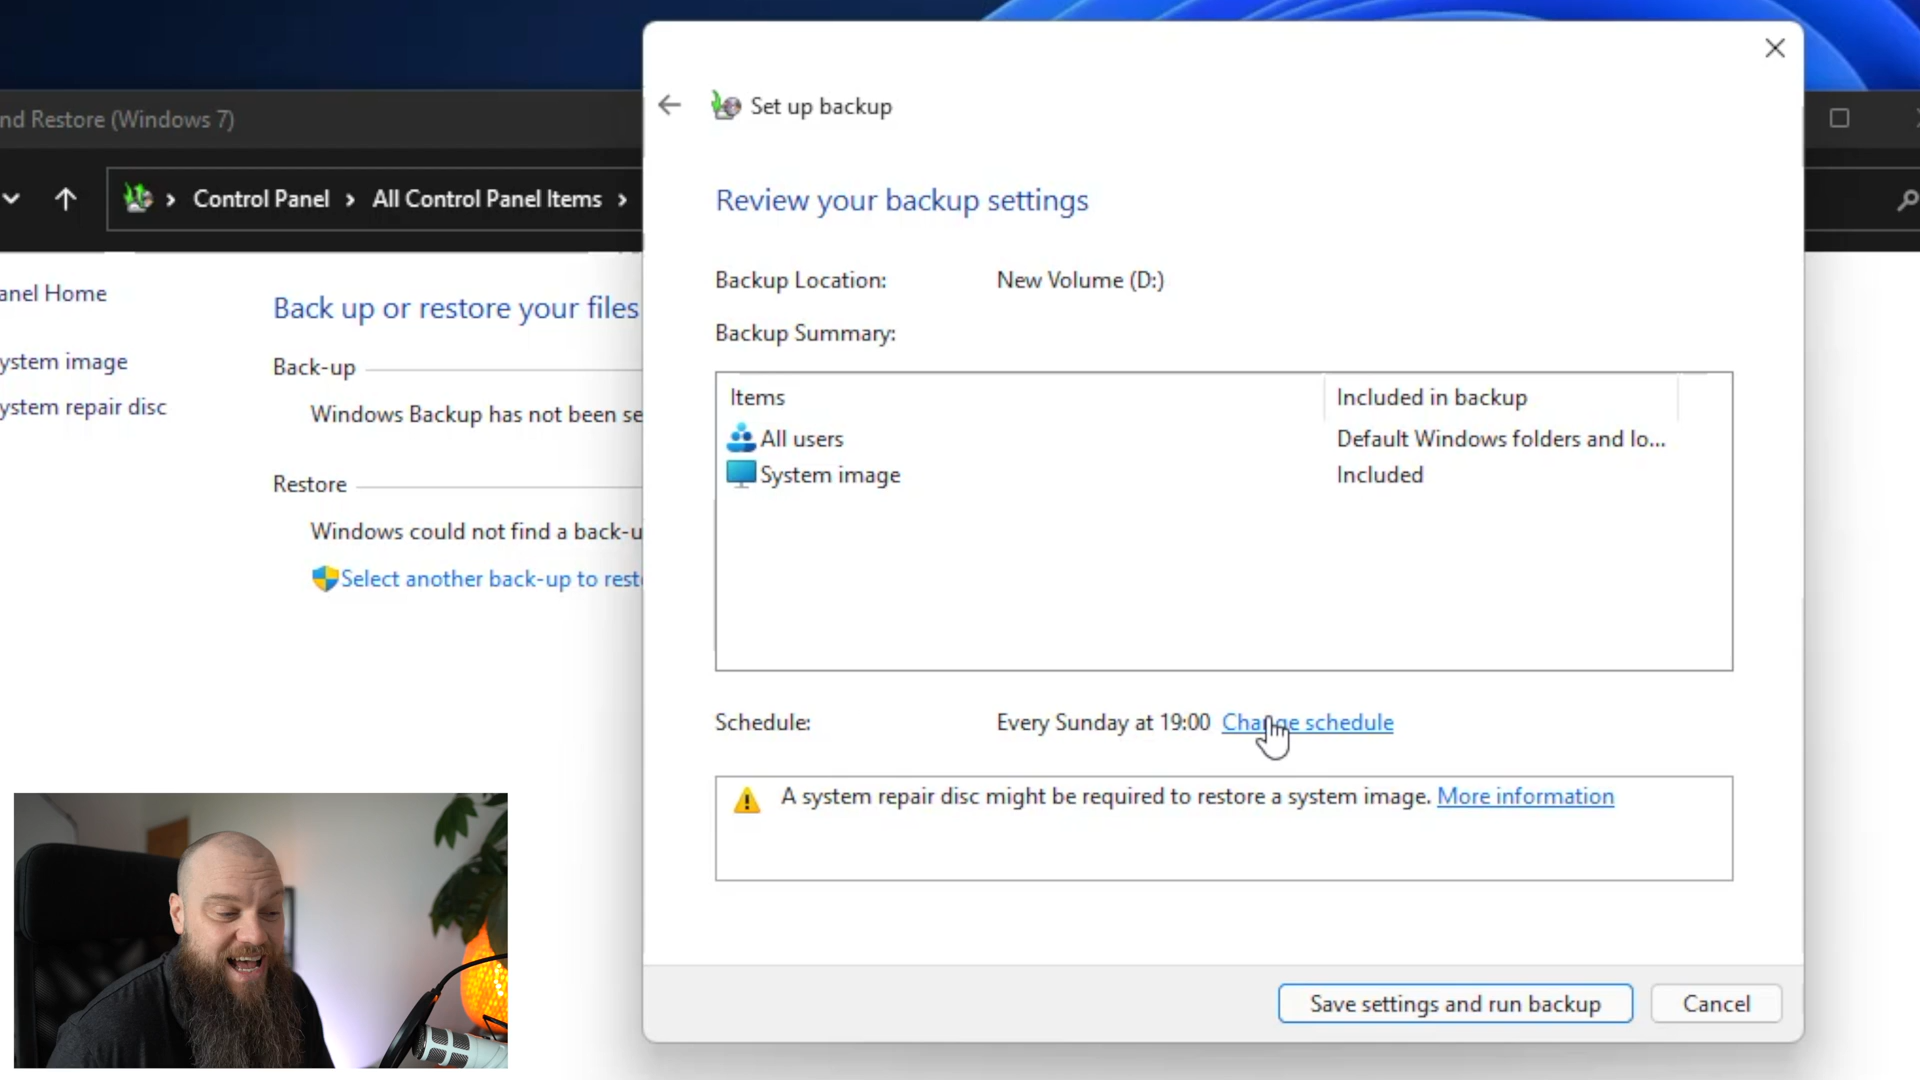 nd Restore (Windows 7)
Control Panel > All Control Panel Items >
anel Home
ystem image
ystem repair disc
Back up or restore your files
Back-up
Windows Backup has not been se
Restore
Windows could not find a back-u
Select another back-up to rest
Set up backup
Review your backup settings
Backup Location: New Volume (D:)
Backup Summary:
Items Included in backup
All users Default Windows folders and lo...
System image Included
Schedule: Every Sunday at 19:00 Change schedule
A system repair disc might be required to restore a system image. More information
Save settings and run backup Cancel